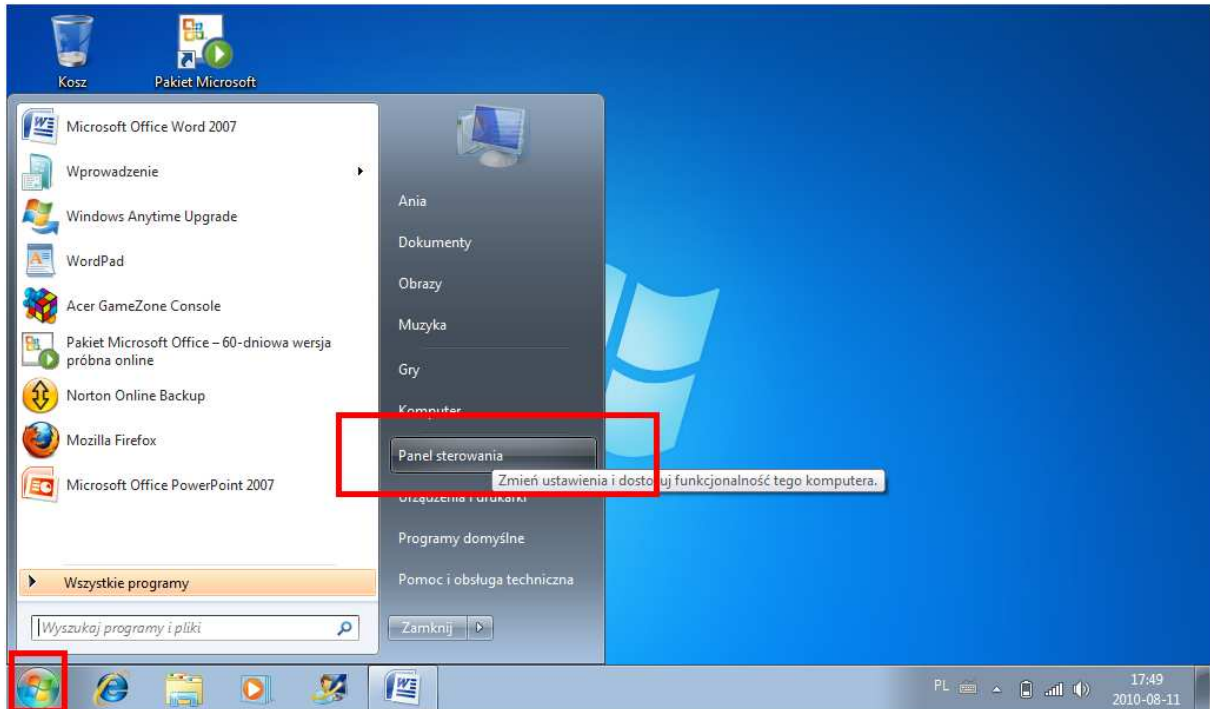 Kosz
Pakiet Microsoft
Microsoft Office Word 2007
Wprowadzenie
Windows Anytime Upgrade
WordPad
Acer GameZone Console
Pakiet Microsoft Office – 60-dniowa wersja
próbna online
Norton Online Backup
Mozilla Firefox
Microsoft Office PowerPoint 2007
Wszystkie programy
Wyszukaj programy i pliki
Ania
Dokumenty
Obrazy
Muzyka
Gry
Komputer
Panel sterowania
Zmień ustawienia i dostosuj funkcjonalność tego komputera.
Urządzenia i drukarki
Programy domyślne
Pomoc i obsługa techniczna
Zamknij
PL
17:49
2010-08-11